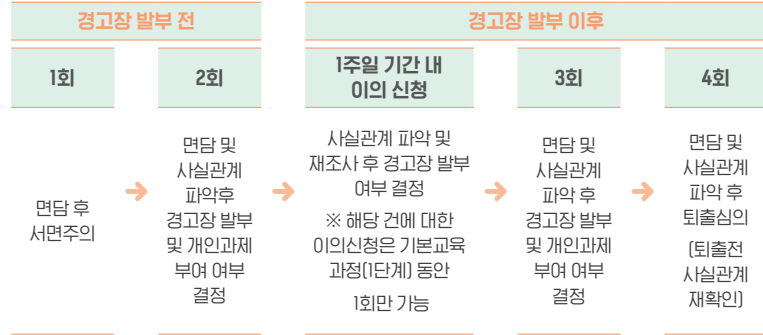 경고장 발부 전
경고장 발부 이후
1회
2회
1주일 기간 내
이의 신청
3회
4회
면담 후
서면주의
면담 및
사실관계
파악후
경고장 발부
및 개인과제
부여 여부
결정
사실관계 파악 및
재조사 후 경고장 발부
여부 결정
※ 해당 건에 대한
이의신청은 기본교육
과정(1단계) 동안
1회만 가능
면담 및
사실관계
파악 후
경고장 발부
및 개인과제
부여 여부
결정
면담 및
사실관계
파악 후
퇴출심의
(퇴출전
사실관계
재확인)